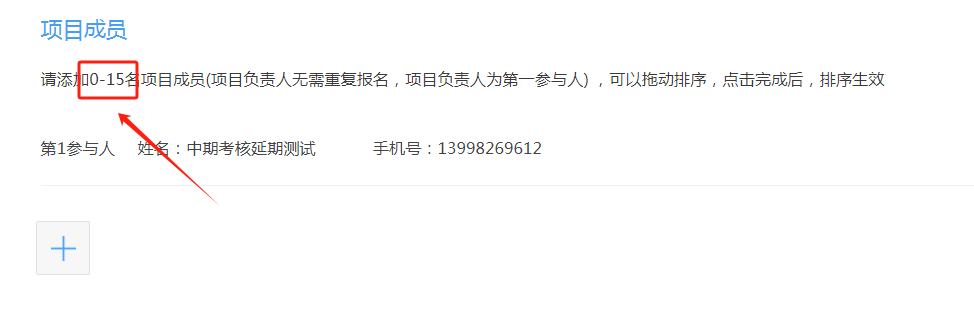 项目成员
请添加0-15名项目成员(项目负责人无需重复报名，项目负责人为第一参与人) ，可以拖动排序，点击完成后，排序生效
第1参与人 姓名：中期考核延期测试 手机号：13998269612